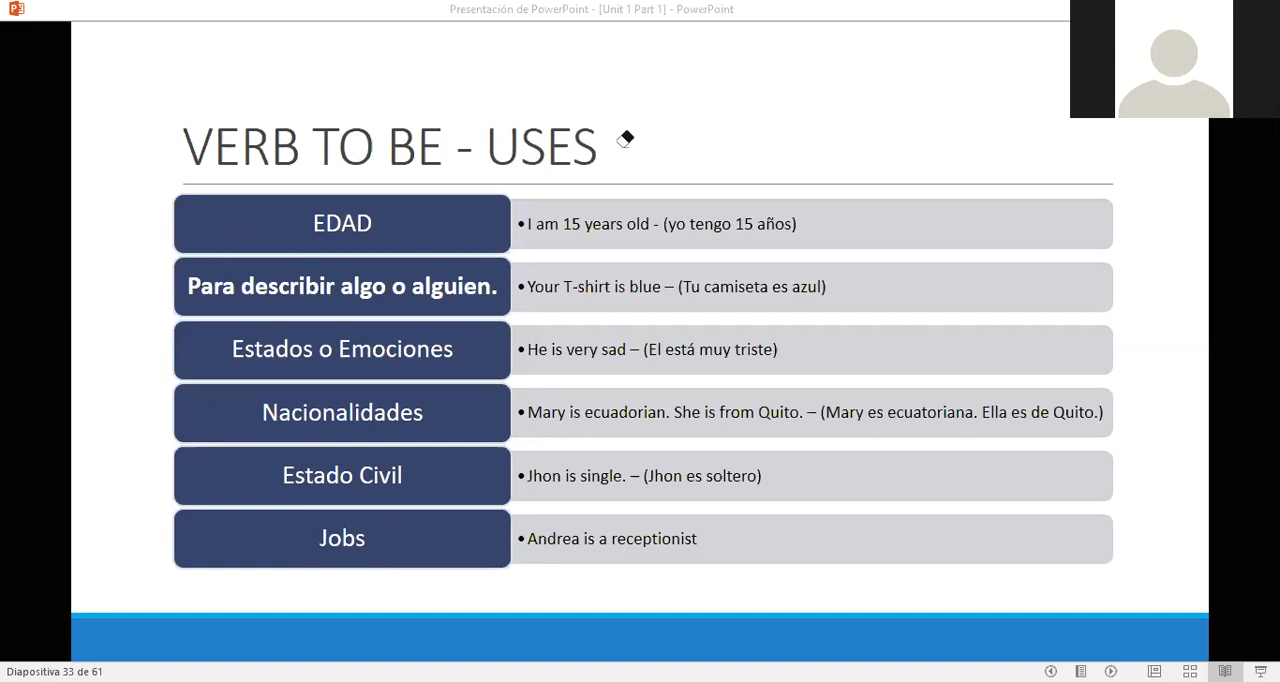 Presentación de PowerPoint - [Unit 1 Part 1] - PowerPoint
VERB TO BE - USES
EDAD
•I am 15 years old - (yo tengo 15 años)
Para describir algo o alguien.
•Your T-shirt is blue – (Tu camiseta es azul)
Estados o Emociones
•He is very sad – (El está muy triste)
Nacionalidades
•Mary is ecuadorian. She is from Quito. – (Mary es ecuatoriana. Ella es de Quito.)
Estado Civil
•Jhon is single. – (Jhon es soltero)
Jobs
•Andrea is a receptionist
Diapositiva 33 de 61